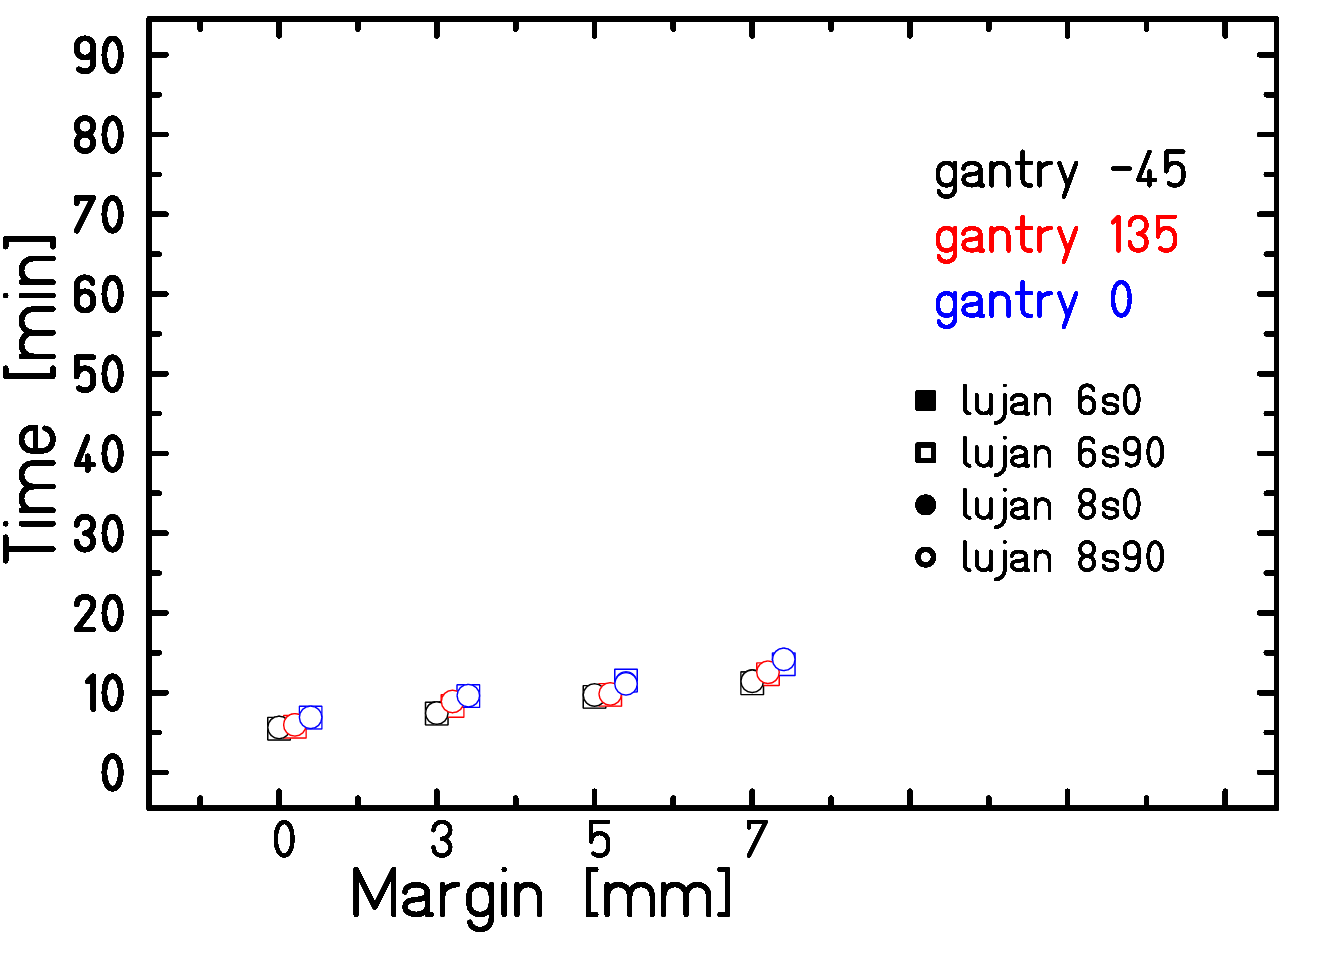 90
80
70
60
50
40
30
20
10
0
Time [min]
gantry -45
gantry 135
gantry 0
lujan 6s0
lujan 6s90
lujan 8s0
lujan 8s90
0 3 5 7
Margin [mm]